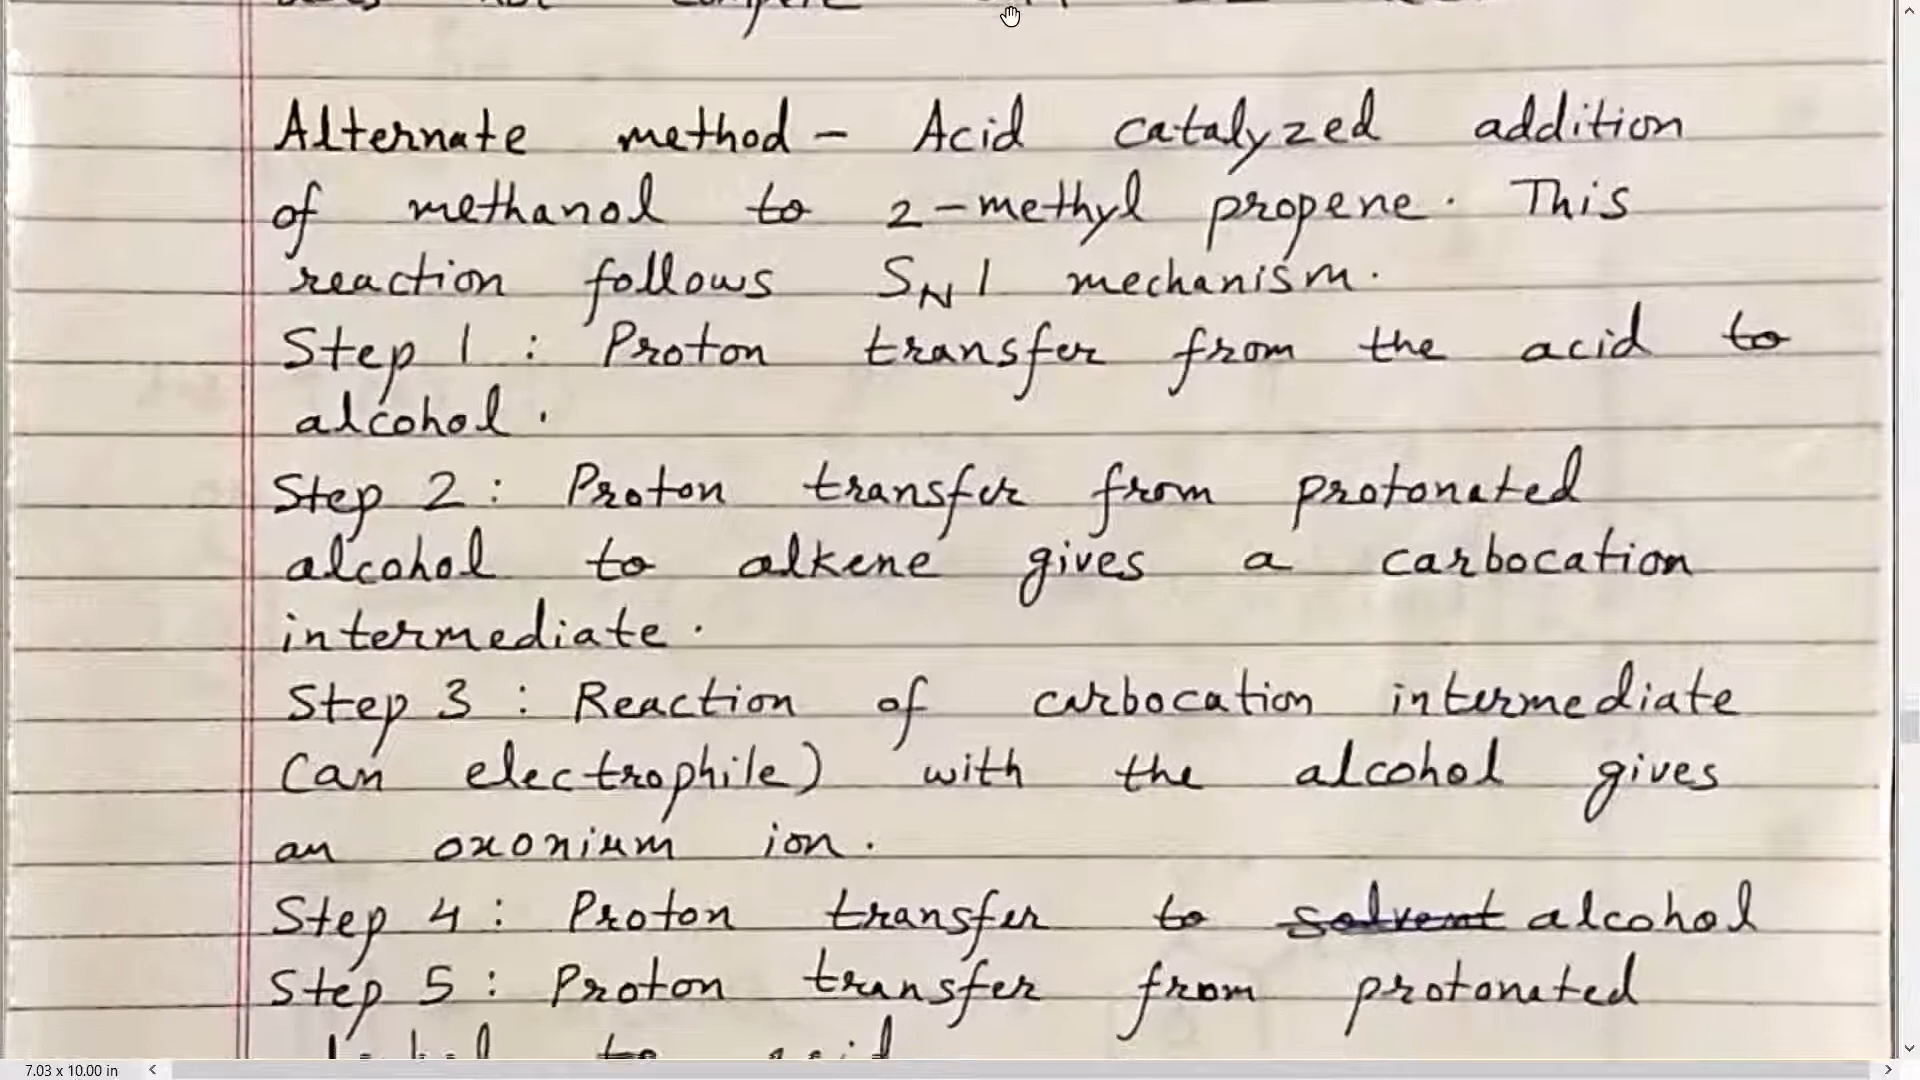 Alternate method - Acid catalyzed addition
of methanol to 2-methyl propene. This
reaction follows SN1 mechanism.
Step 1 : Proton transfer from the acid to
alcohol.
Step 2 : Proton transfer from protonated
alcohol to alkene gives a carbocation
intermediate.
Step 3 : Reaction of carbocation intermediate
(an electrophile) with the alcohol gives
an oxonium ion.
Step 4 : Proton transfer to solvent alcohol
Step 5 : Proton transfer from protonated
7.03 x 10.00 in